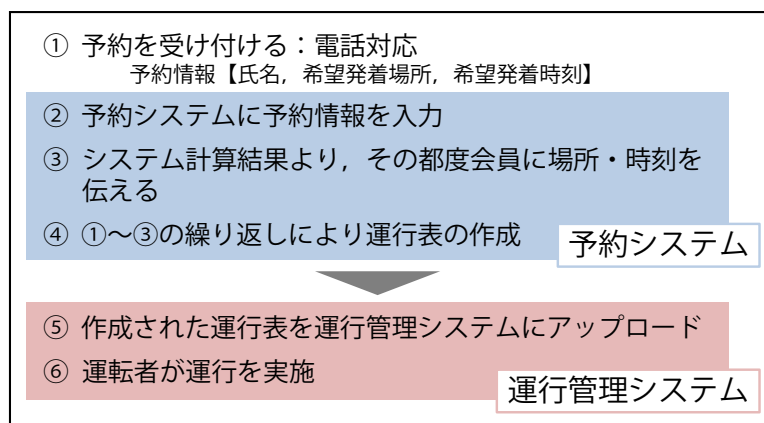 ① 予約を受け付ける：電話対応
予約情報【氏名，希望発着場所，希望発着時刻】
② 予約システムに予約情報を入力
③ システム計算結果より，その都度会員に場所・時刻を
伝える
④ ①～③の繰り返しにより運行表の作成
予約システム
⑤ 作成された運行表を運行管理システムにアップロード
⑥ 運転者が運行を実施
運行管理システム